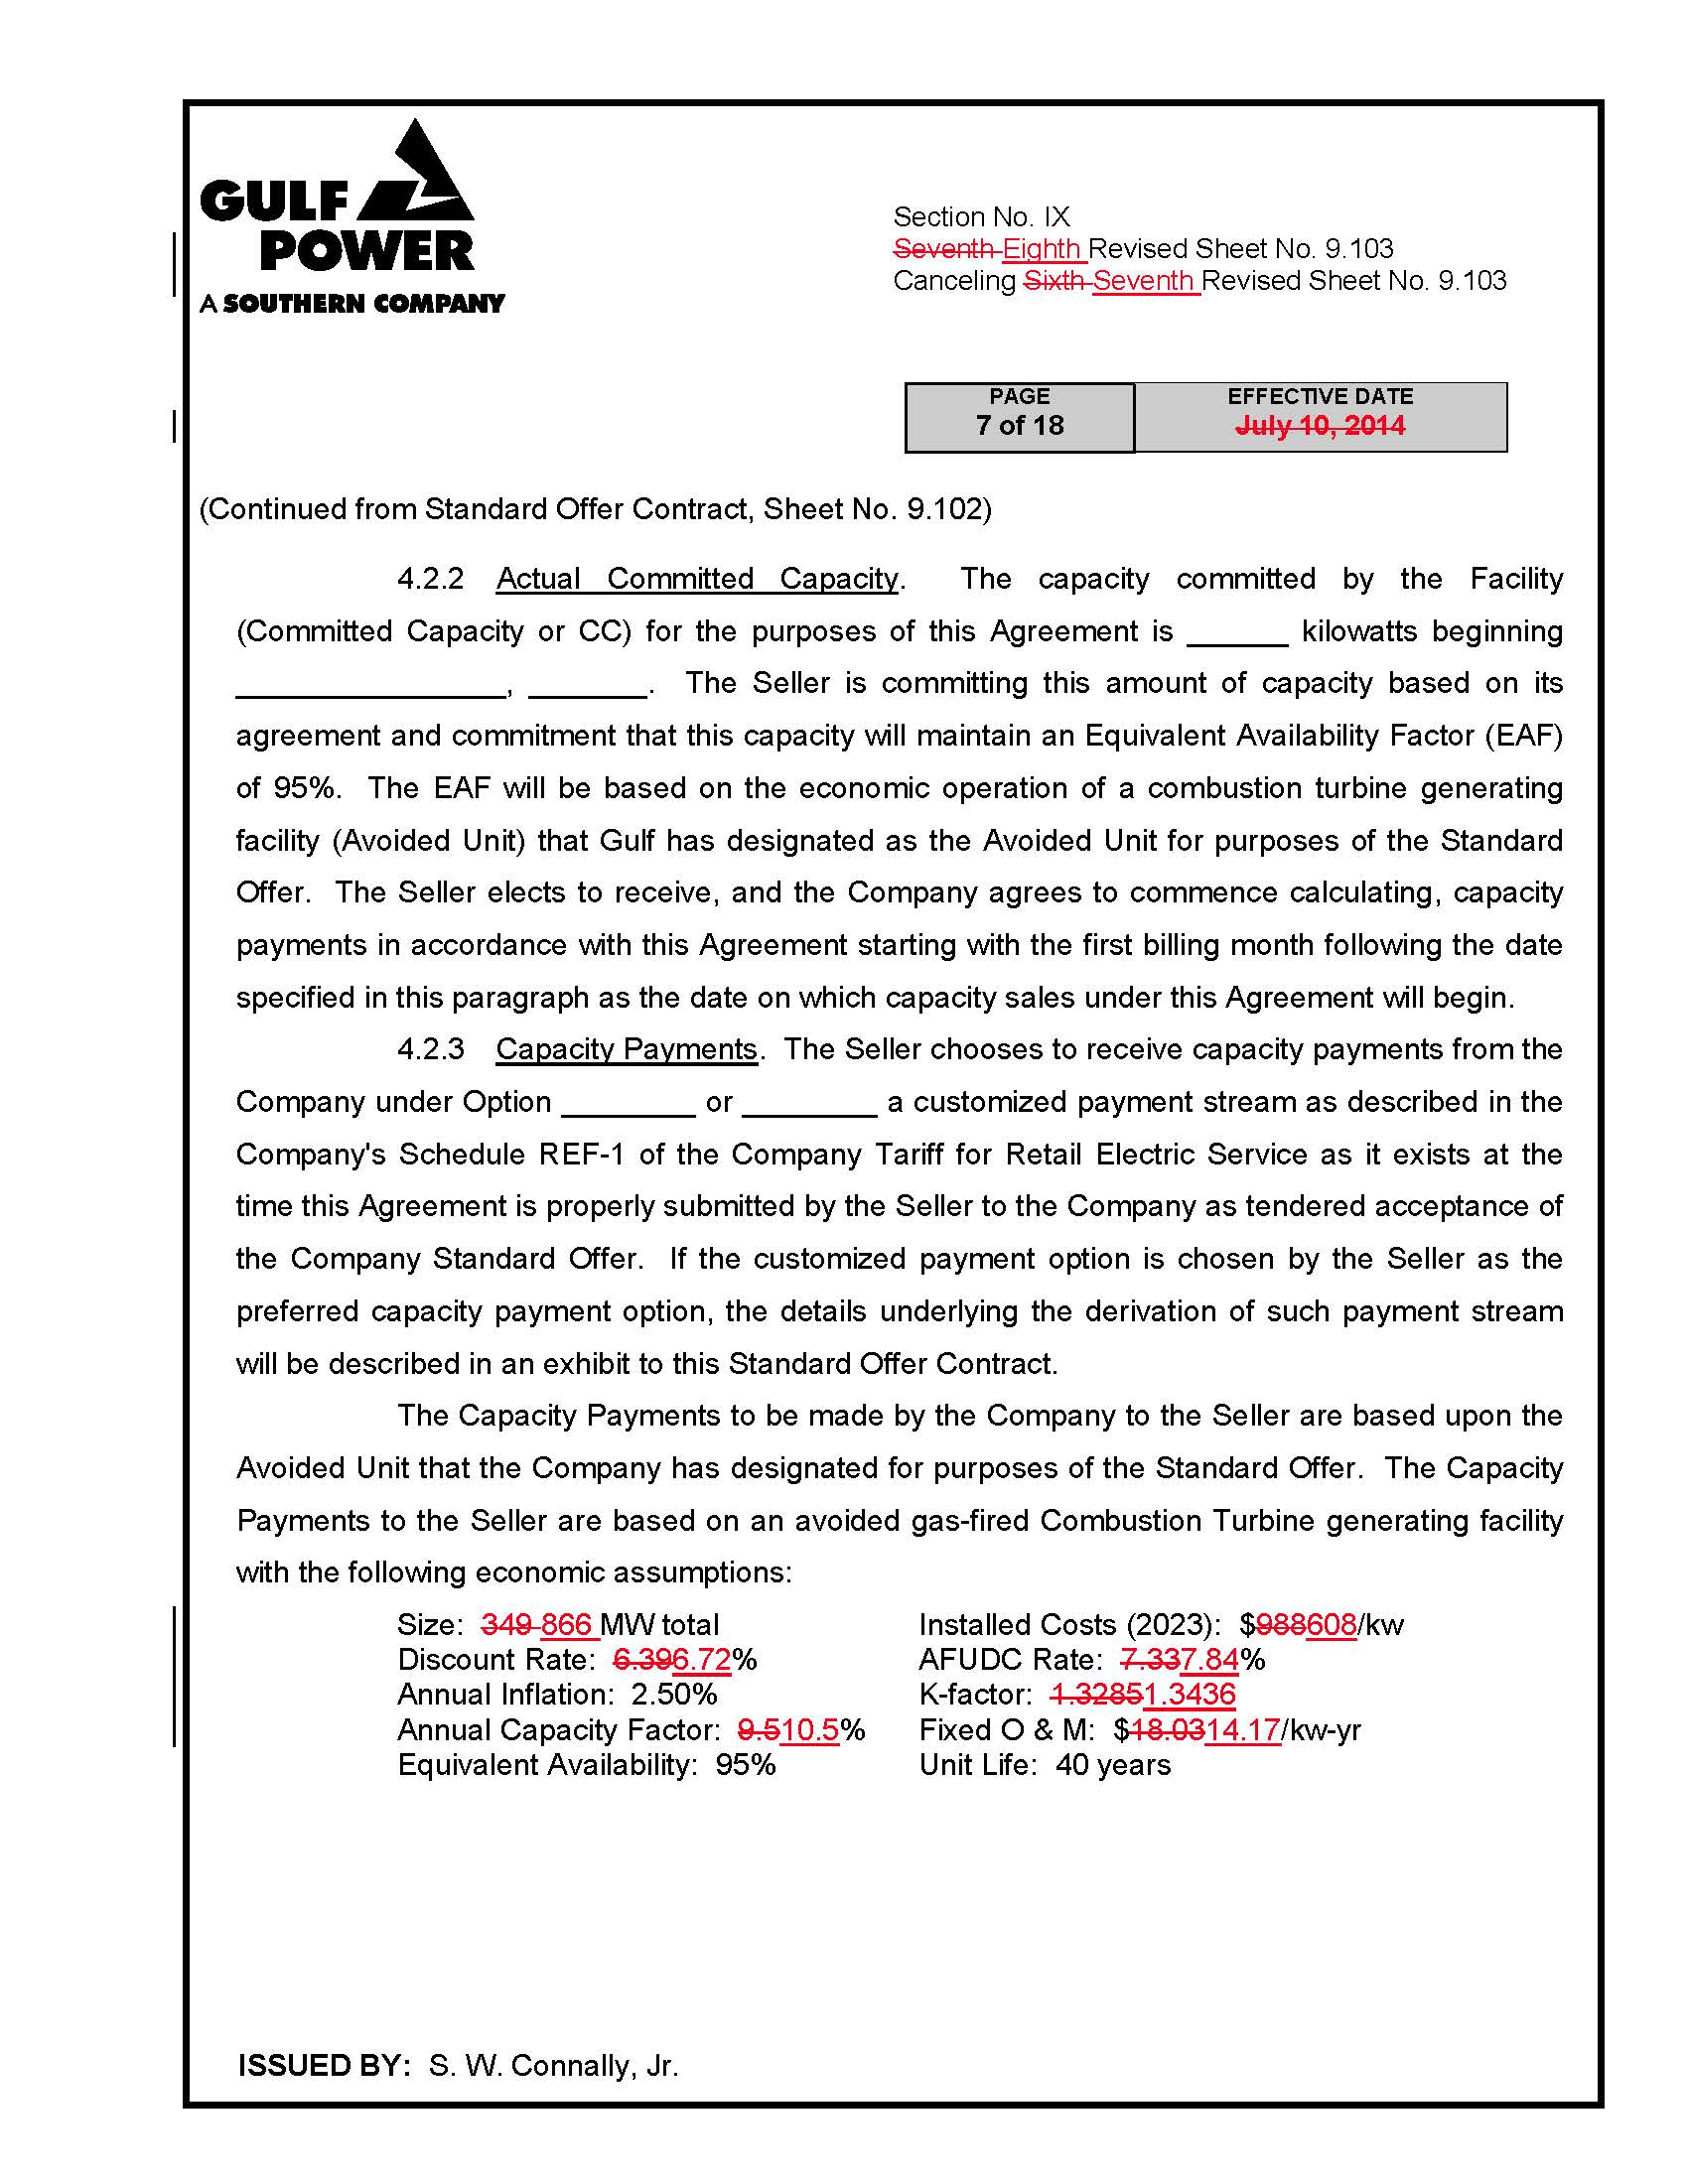 GULF
POWER
A SOUTHERN COMPANY
Section No. IX
Seventh Eighth Revised Sheet No. 9.103
Canceling Sixth Seventh Revised Sheet No. 9.103
PAGE
7 of 18
EFFECTIVE DATE
July 10, 2014
(Continued from Standard Offer Contract, Sheet No. 9.102)
4.2.2 Actual Committed Capacity. The capacity committed by the Facility
(Committed Capacity or CC) for the purposes of this Agreement is ______ kilowatts beginning
________________, _______. The Seller is committing this amount of capacity based on its
agreement and commitment that this capacity will maintain an Equivalent Availability Factor (EAF)
of 95%. The EAF will be based on the economic operation of a combustion turbine generating
facility (Avoided Unit) that Gulf has designated as the Avoided Unit for purposes of the Standard
Offer. The Seller elects to receive, and the Company agrees to commence calculating, capacity
payments in accordance with this Agreement starting with the first billing month following the date
specified in this paragraph as the date on which capacity sales under this Agreement will begin.
4.2.3 Capacity Payments. The Seller chooses to receive capacity payments from the
Company under Option ________ or ________ a customized payment stream as described in the
Company's Schedule REF-1 of the Company Tariff for Retail Electric Service as it exists at the
time this Agreement is properly submitted by the Seller to the Company as tendered acceptance of
the Company Standard Offer. If the customized payment option is chosen by the Seller as the
preferred capacity payment option, the details underlying the derivation of such payment stream
will be described in an exhibit to this Standard Offer Contract.
The Capacity Payments to be made by the Company to the Seller are based upon the
Avoided Unit that the Company has designated for purposes of the Standard Offer. The Capacity
Payments to the Seller are based on an avoided gas-fired Combustion Turbine generating facility
with the following economic assumptions:
Size: 349 866 MW total
Installed Costs (2023): $988608/kw
Discount Rate: 6.396.72%
AFUDC Rate: 7.337.84%
Annual Inflation: 2.50%
K-factor: 1.32851.3436
Annual Capacity Factor: 9.510.5%
Fixed O & M: $18.0314.17/kw-yr
Equivalent Availability: 95%
Unit Life: 40 years
ISSUED BY: S. W. Connally, Jr.